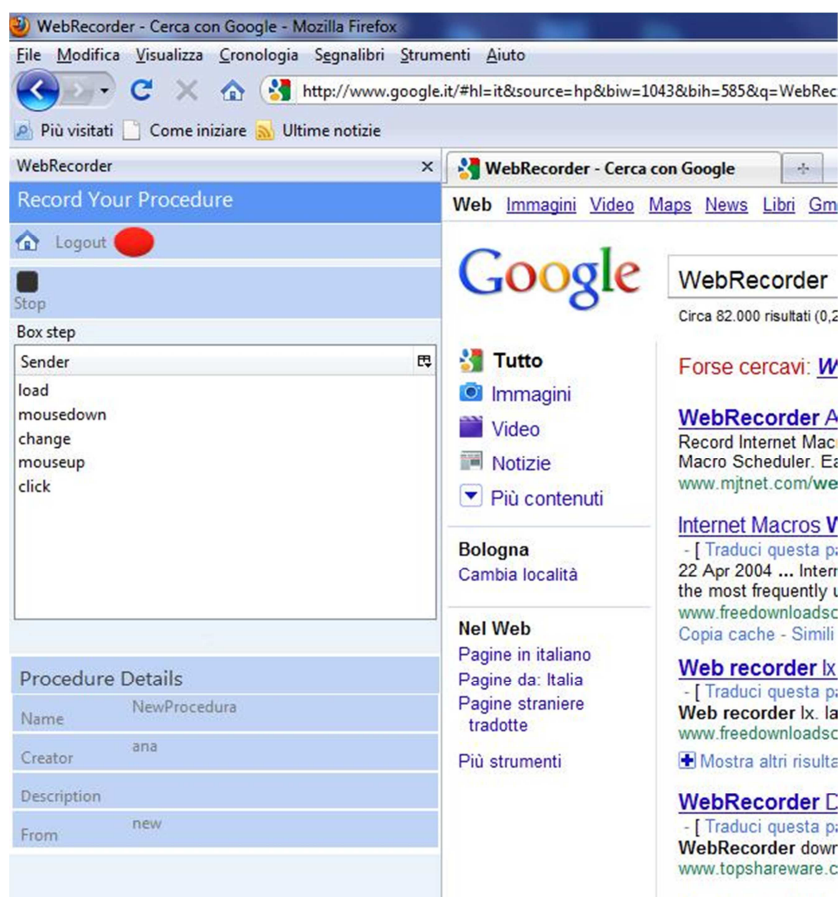 WebRecorder - Cerca con Google - Mozilla Firefox
File Modifica Visualizza Cronologia Segnalibri Strumenti Aiuto
http://www.google.it/#hl=it&source=hp&biw=1043&bih=585&q=WebRec
Più visitati Come iniziare Ultime notizie
WebRecorder
Record Your Procedure
Logout
Stop
Box step
Sender
load
mousedown
change
mouseup
click
Procedure Details
Name NewProcedura
Creator ana
Description
From new
WebRecorder - Cerca con Google
Web Immagini Video Maps News Libri Gm
Google
WebRecorder
Circa 82.000 risultati (0,2
Tutto
Immagini
Video
Notizie
Più contenuti
Bologna
Cambia località
Nel Web
Pagine in italiano
Pagine da: Italia
Pagine straniere
tradotte
Più strumenti
Forse cercavi: W
WebRecorder A
Record Internet Mac
Macro Scheduler. Ea
www.mjtnet.com/we
Internet Macros W
- [ Traduci questa pa
22 Apr 2004 ... Intern
the most frequently u
www.freedownloadsc
Copia cache - Simili
Web recorder lx
- [ Traduci questa pa
Web recorder lx. la
www.freedownloadsc
Mostra altri risulta
WebRecorder D
- [ Traduci questa pa
WebRecorder down
www.topshareware.c